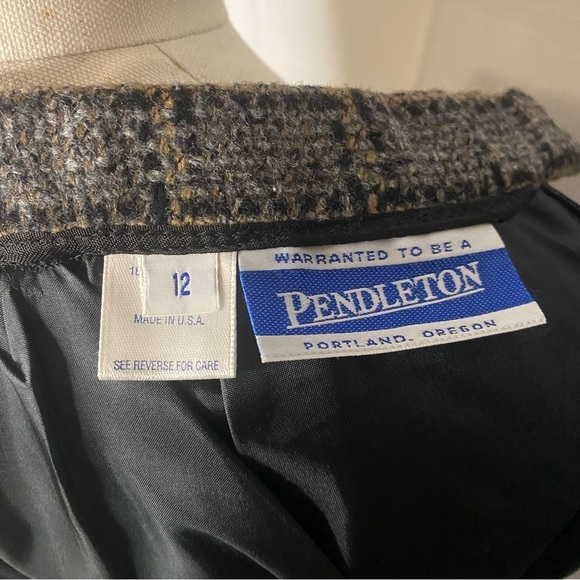 12
MADE IN U.S.A.
SEE REVERSE FOR CARE
WARRANTED TO BE A
PENDLETON
PORTLAND, OREGON